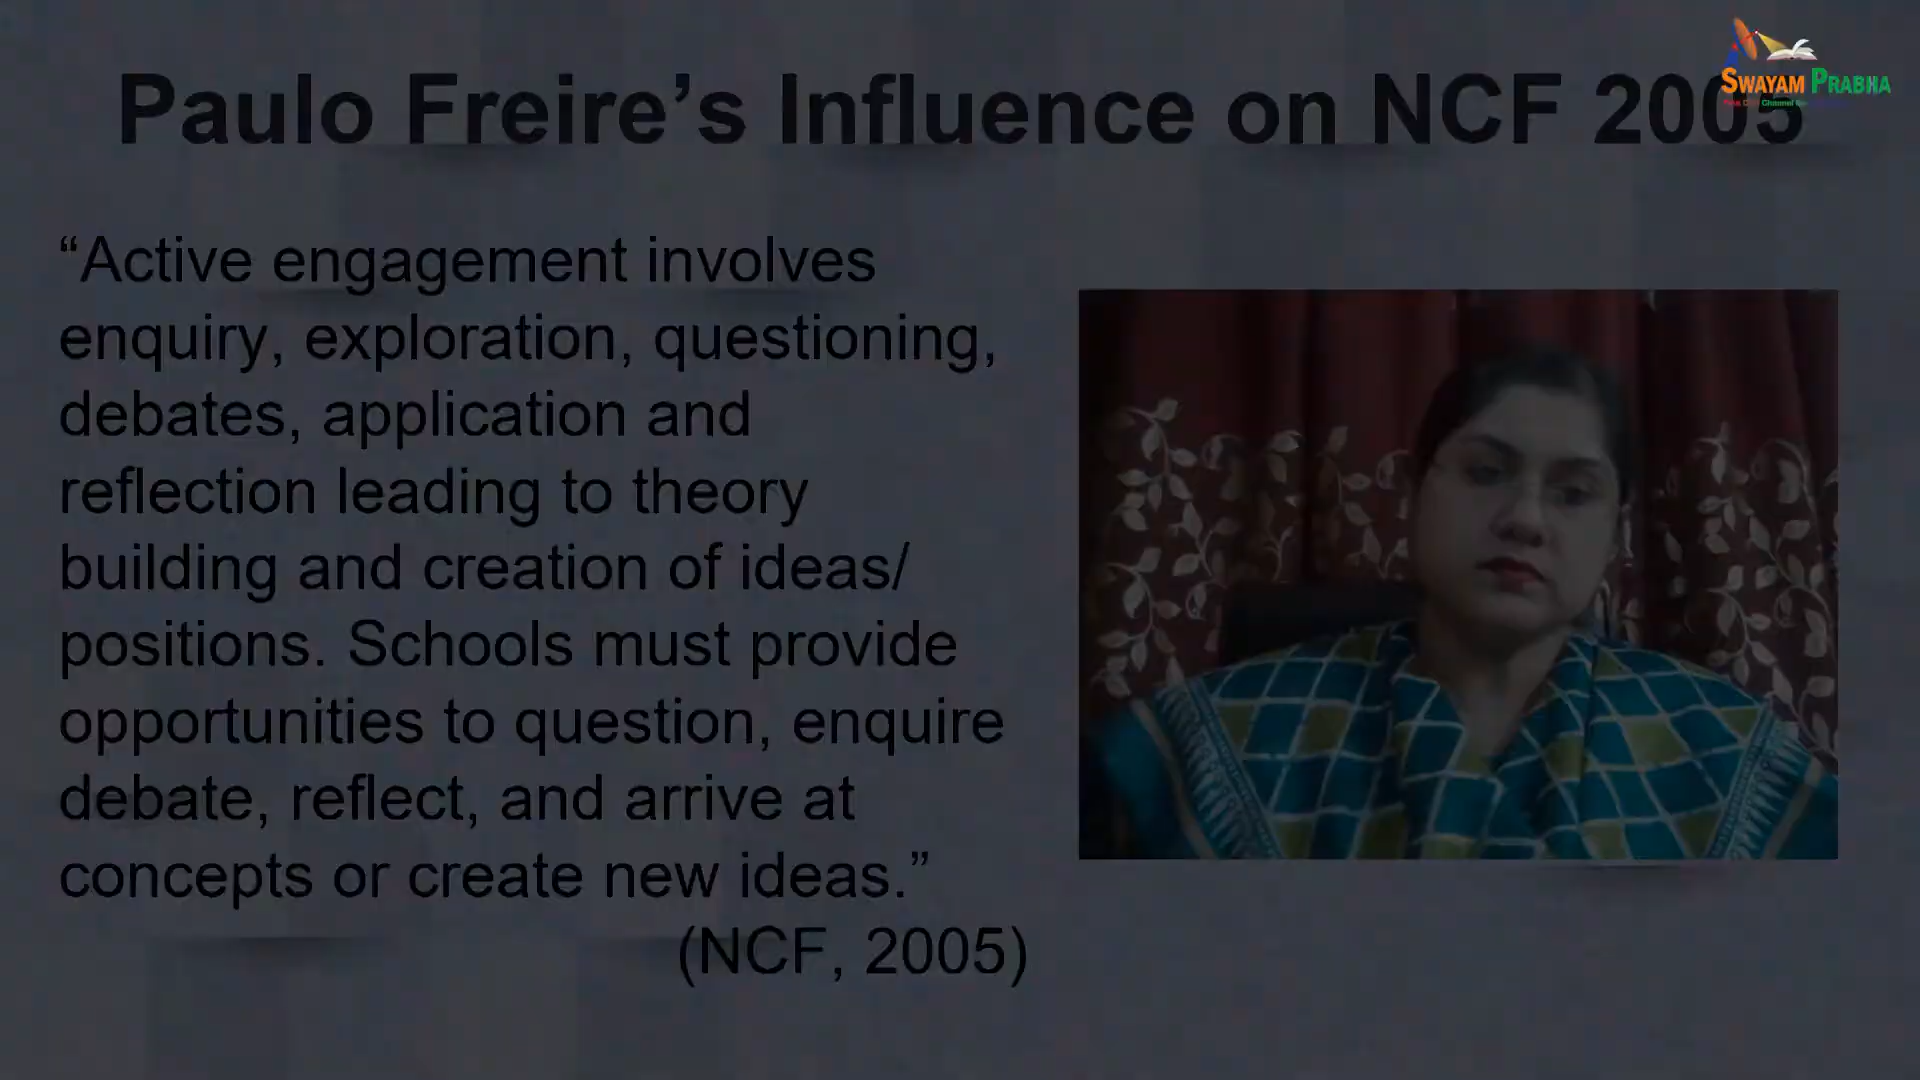 Paulo Freire’s Influence on NCF 2005
SWAYAM PRABHA
“Active engagement involves
enquiry, exploration, questioning,
debates, application and
reflection leading to theory
building and creation of ideas/
positions. Schools must provide
opportunities to question, enquire
debate, reflect, and arrive at
concepts or create new ideas.”
(NCF, 2005)